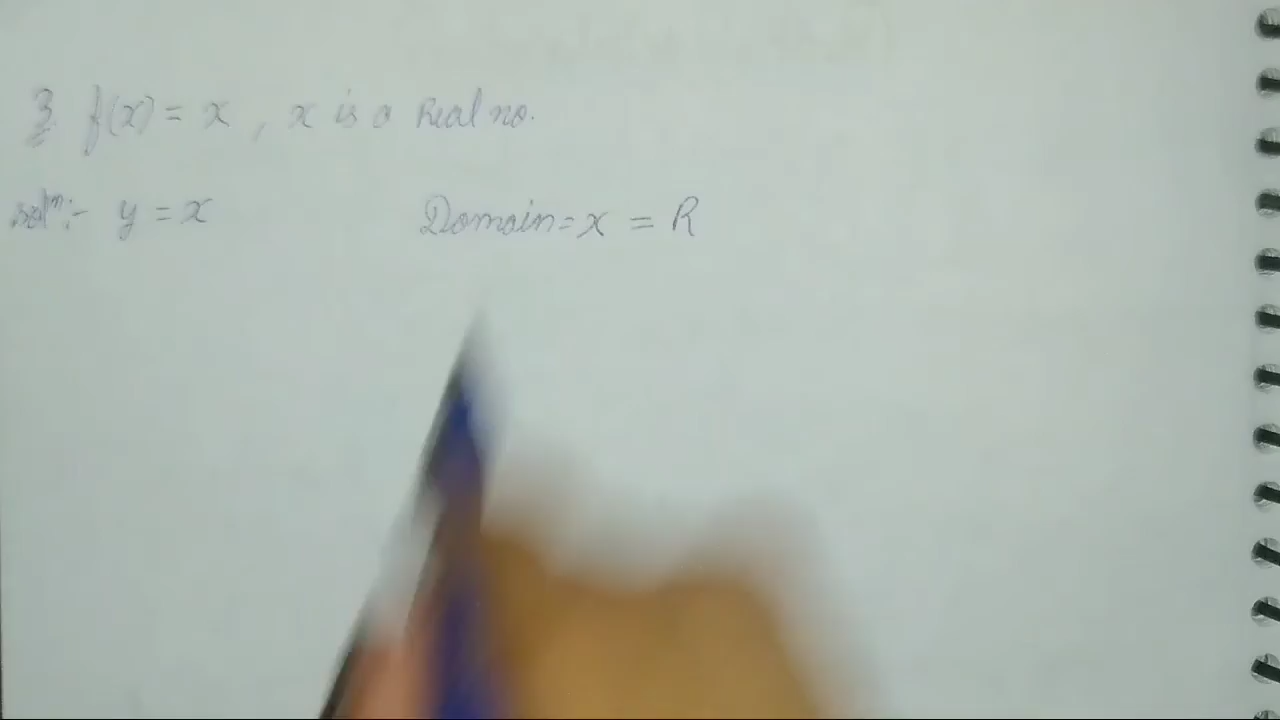 3. f(x) = x , x is a Real no.
solⁿ:- y = x Domain = x = R